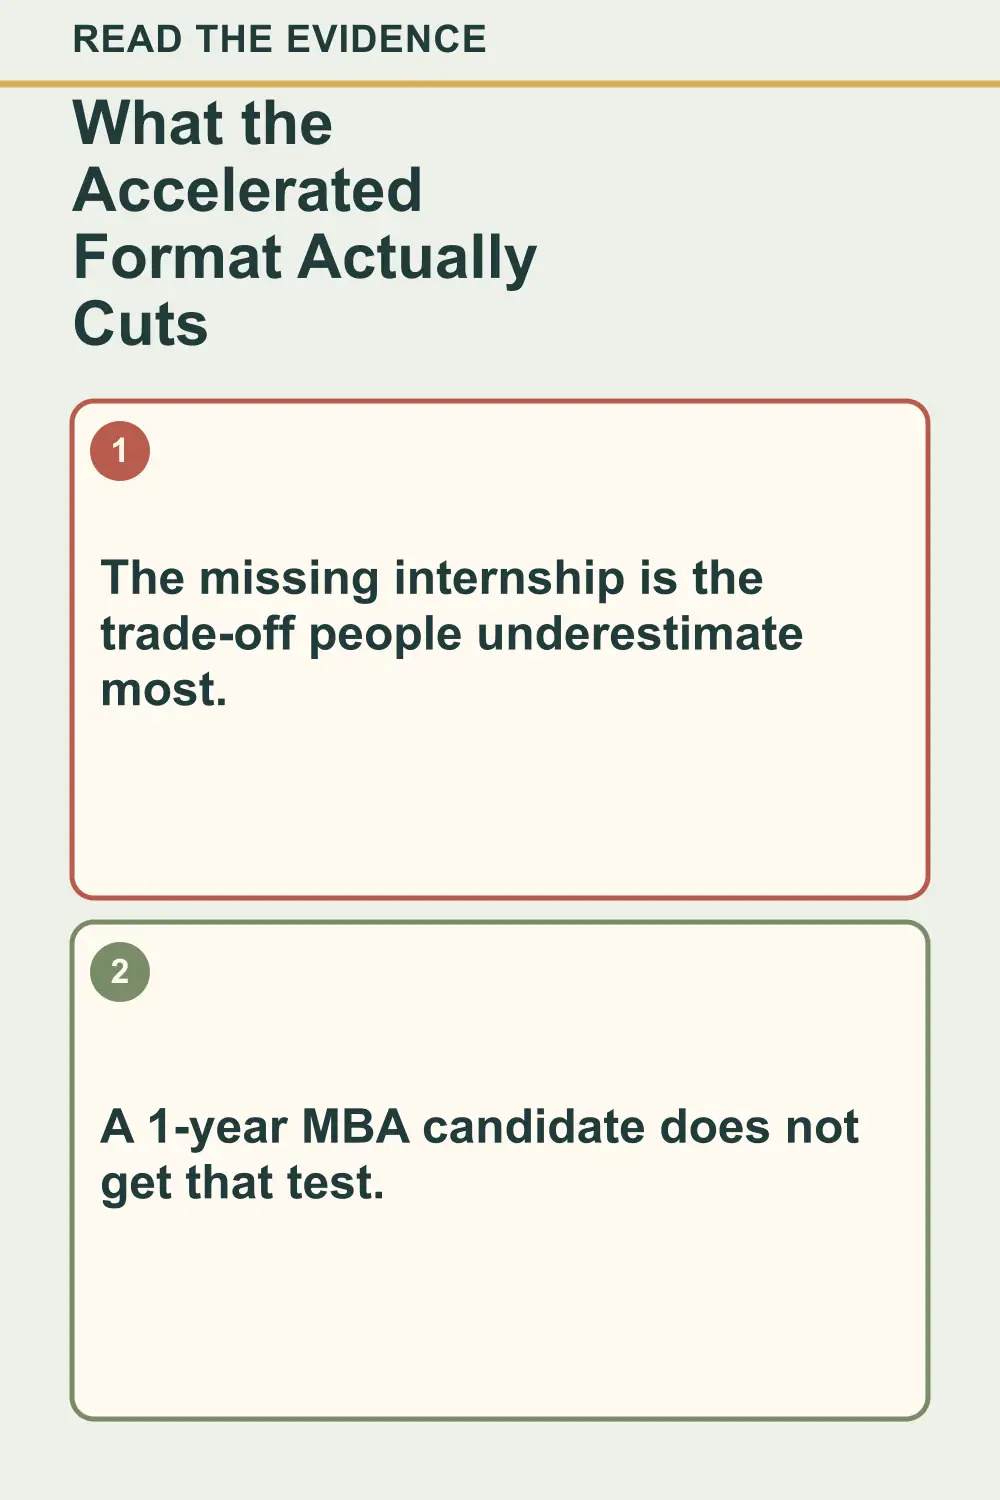 READ THE EVIDENCE
What the
Accelerated
Format Actually
Cuts
1
The missing internship is the
trade-off people underestimate
most.
2
A 1-year MBA candidate does not
get that test.